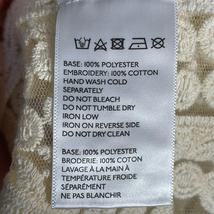 BASE: 100% POLYESTER
EMBROIDERY: 100% COTTON
HAND WASH COLD
SEPARATELY
DO NOT BLEACH
DO NOT TUMBLE DRY
IRON LOW
IRON ON REVERSE SIDE
DO NOT DRY CLEAN
BASE: 100% POLYESTER
BRODERIE: 100% COTON
LAVAGE À LA MAIN À
TEMPÉRATURE FROIDE
SÉPARÉMENT
NE PAS BLANCHIR